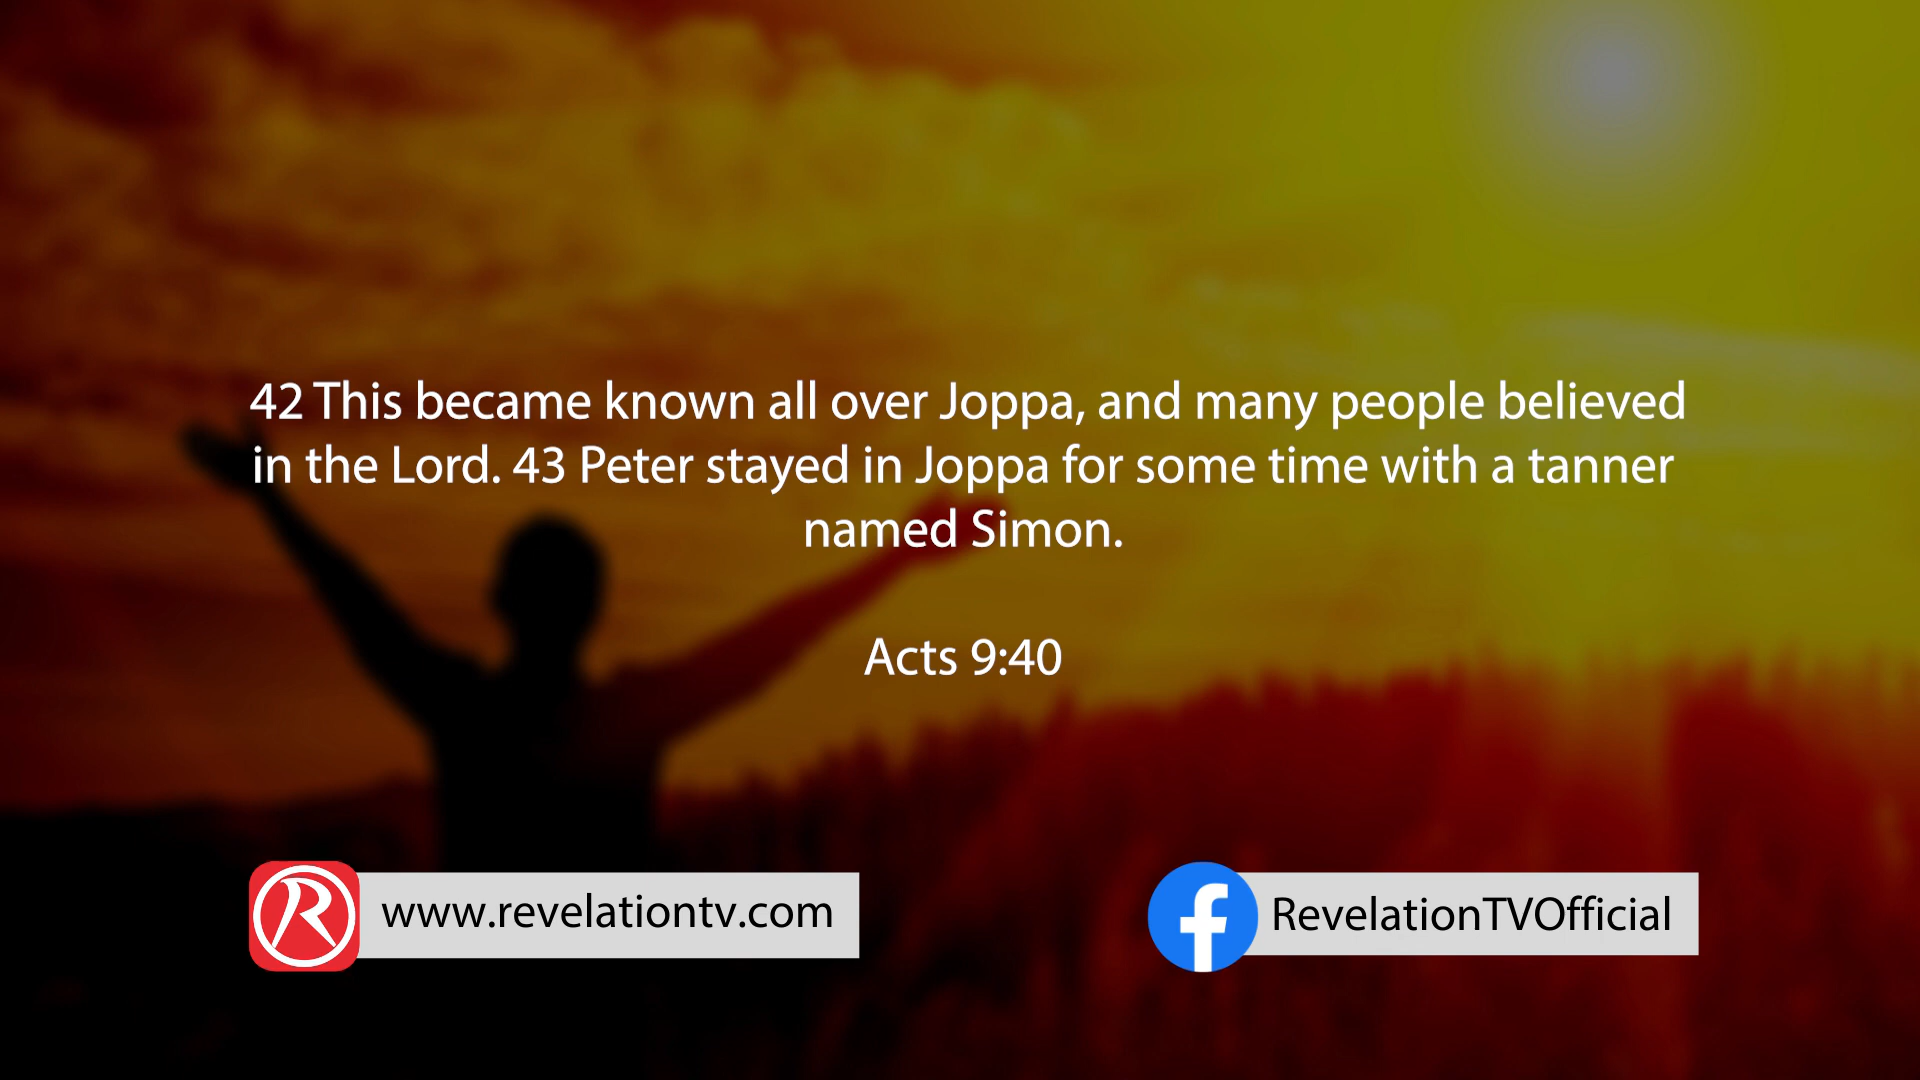 42 This became known all over Joppa, and many people believed
in the Lord. 43 Peter stayed in Joppa for some time with a tanner
named Simon.
Acts 9:40
www.revelationtv.com
RevelationTVOfficial